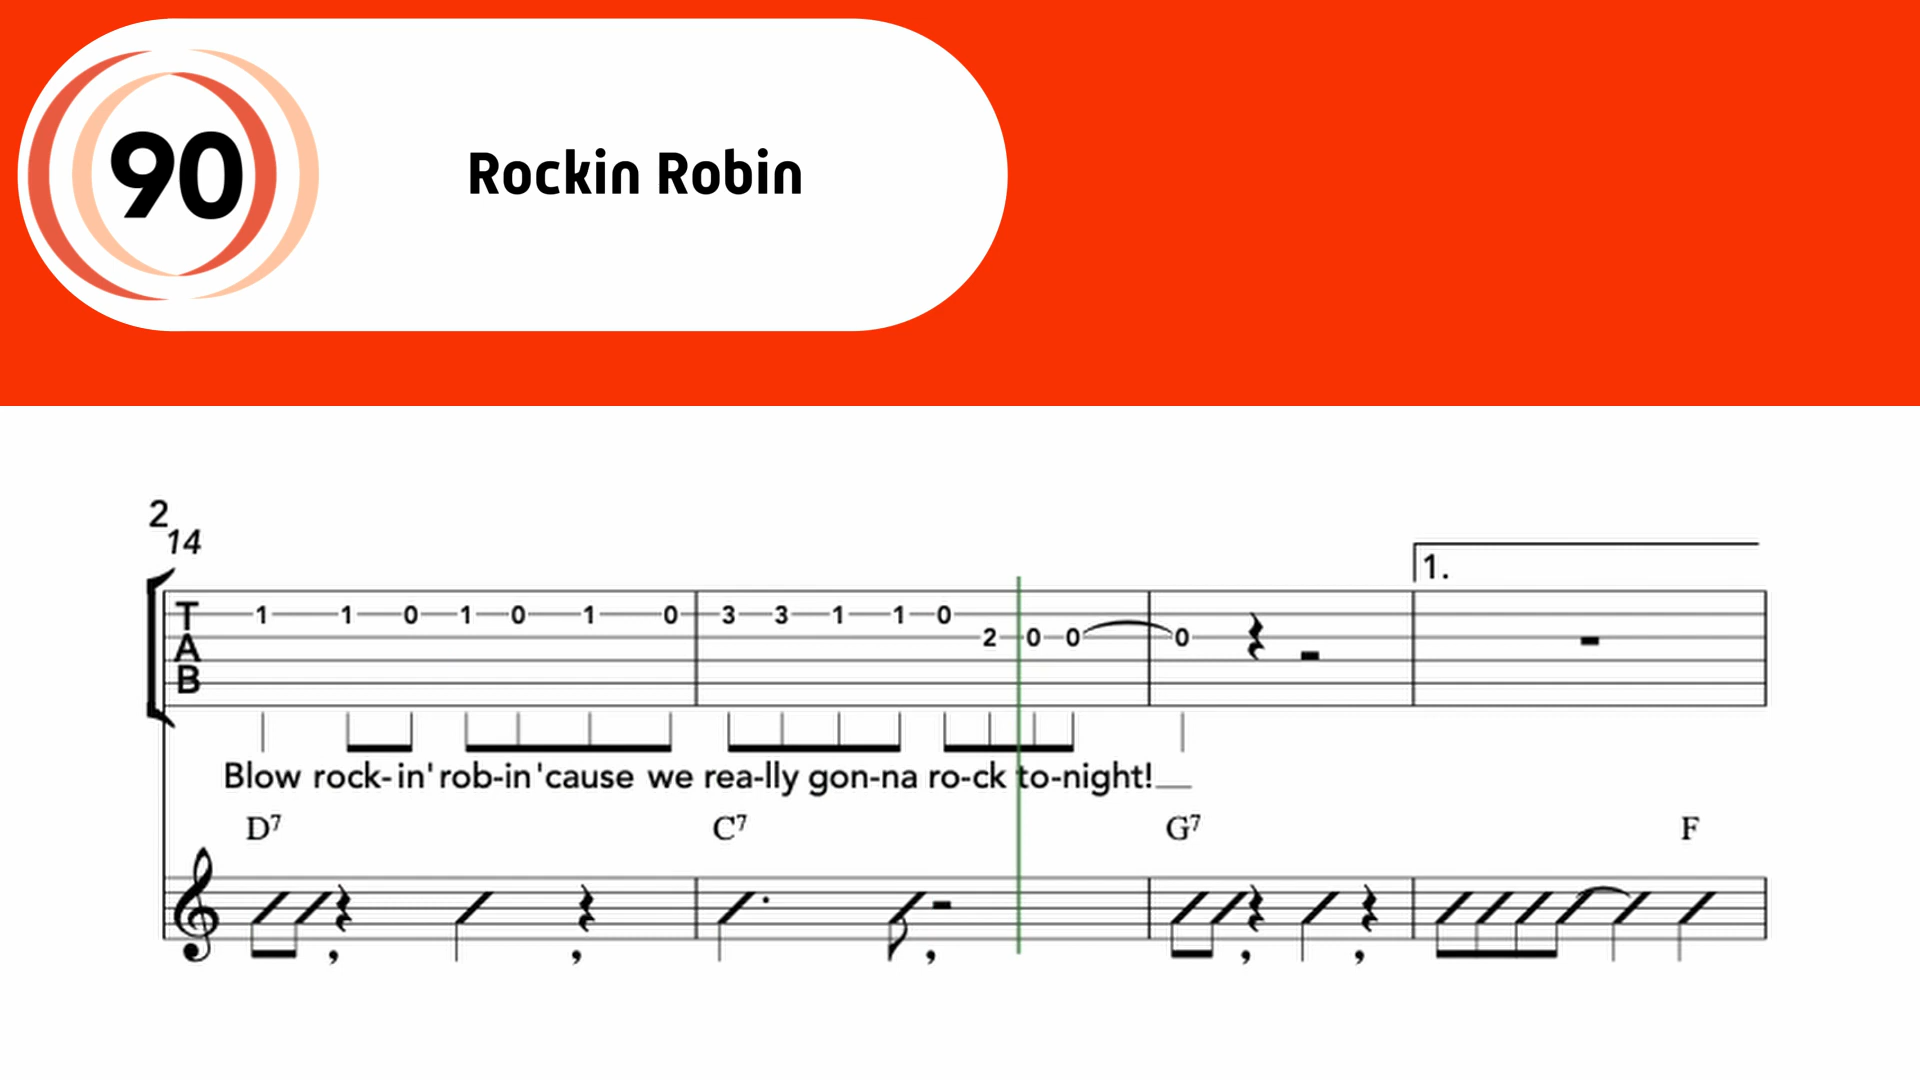 90
Rockin Robin
2
14
1.
T 1 1 0 1 0 1 0 3 3 1 1 0
A 2 0 0 0
B
Blow rock-in' rob-in 'cause we rea-lly gon-na ro-ck to-night!
D7 C7 G7 F